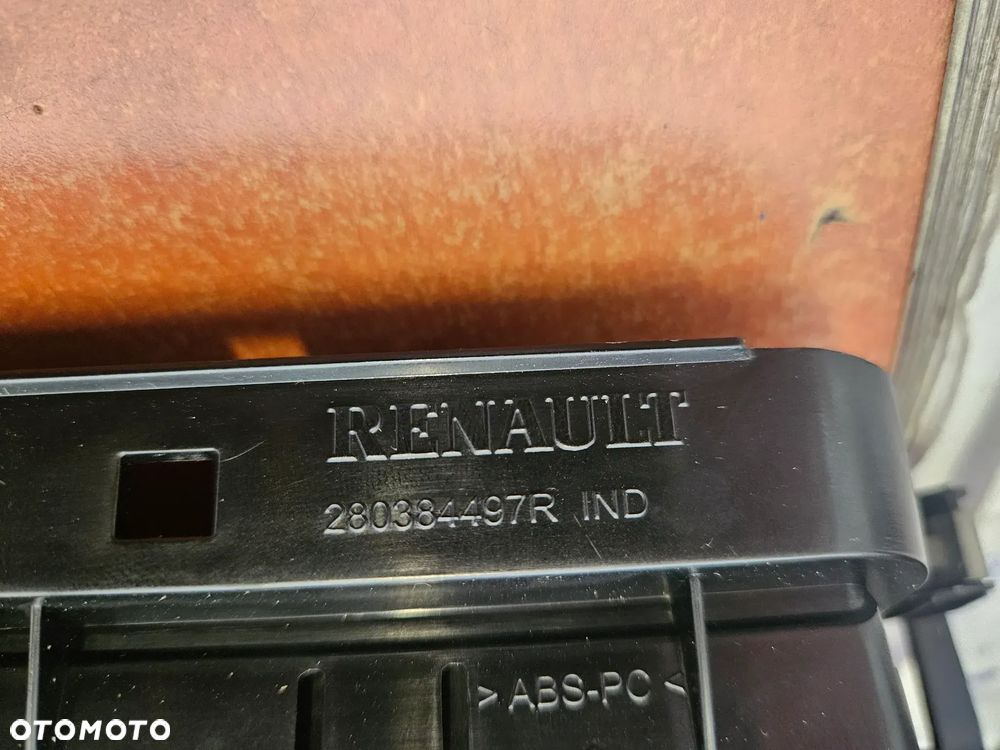 RENAULT
280384497R IND
> ABS-PC <
OTOMOTO